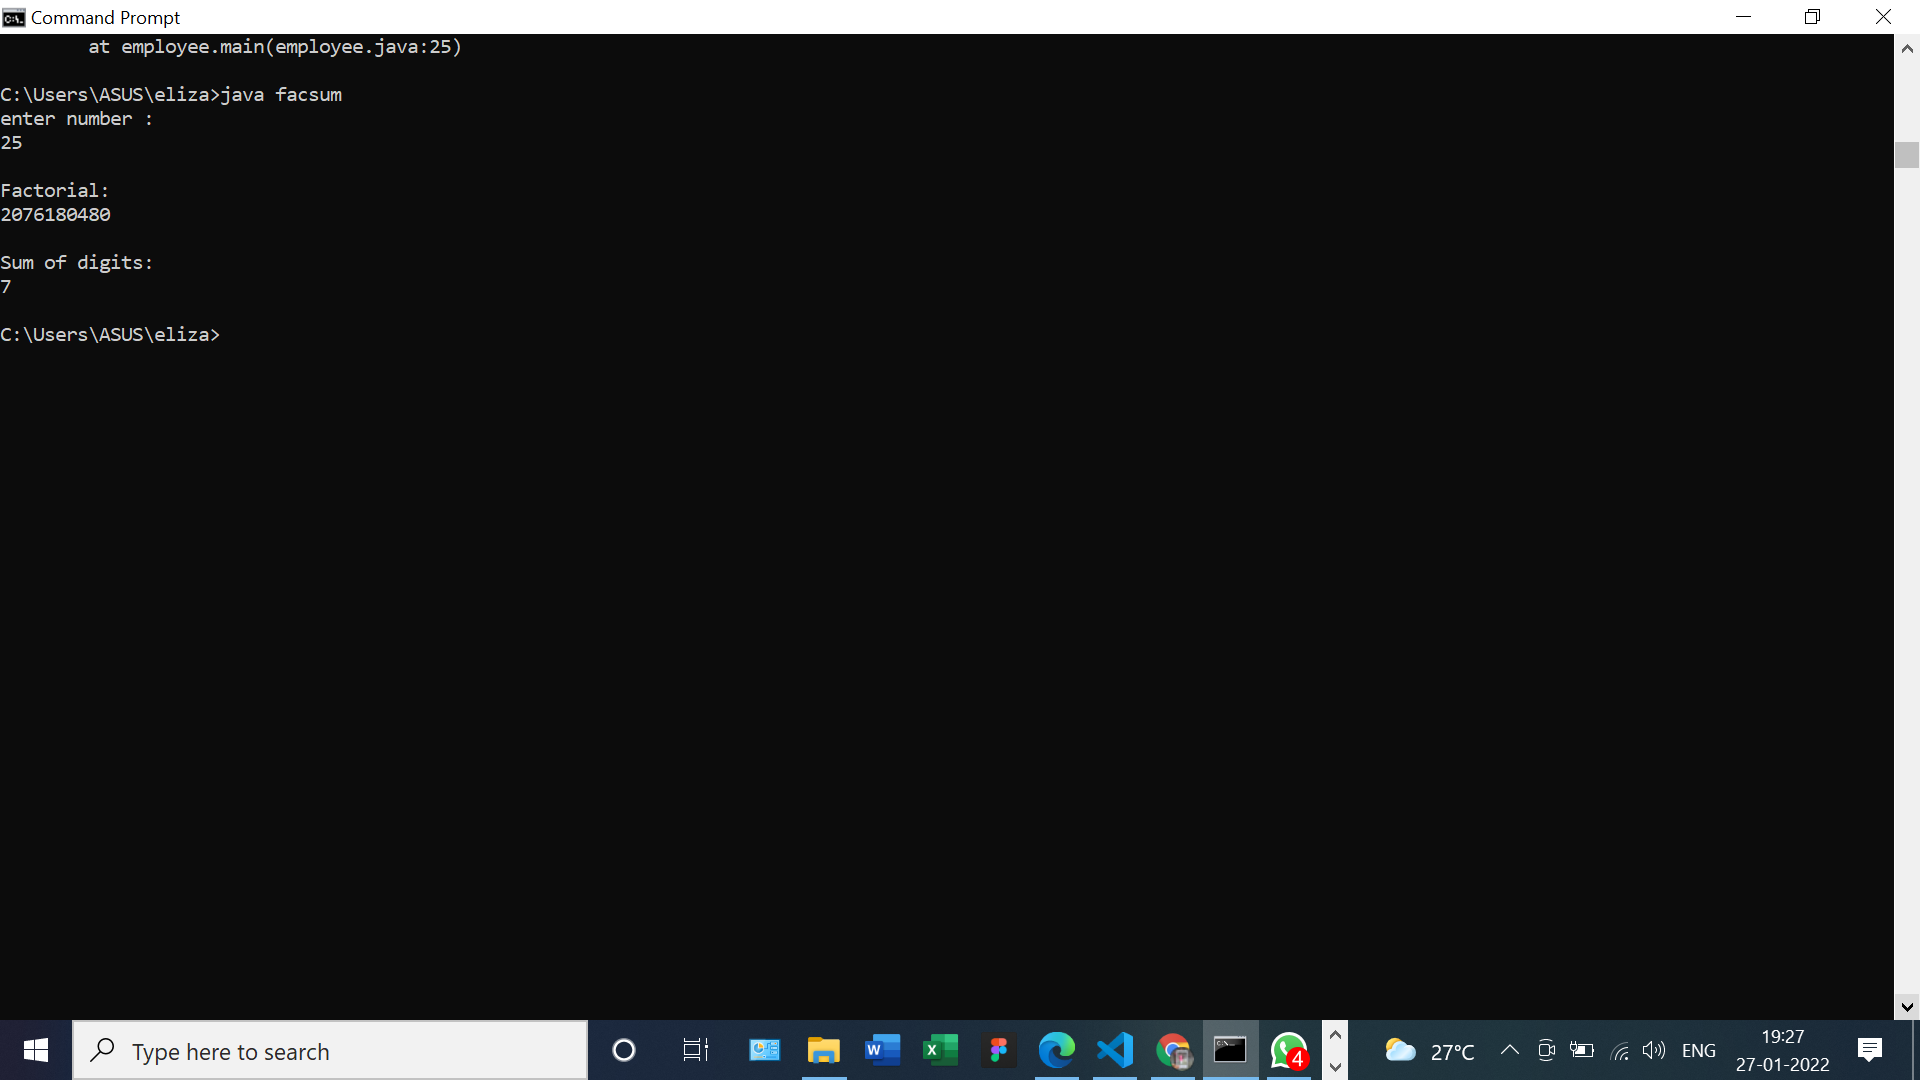 Command Prompt
at employee.main(employee.java:25)
C:\Users\ASUS\eliza>java facsum
enter number :
25
Factorial:
2076180480
Sum of digits:
7
C:\Users\ASUS\eliza>
Type here to search
4
27°C
ENG
19:27
27-01-2022